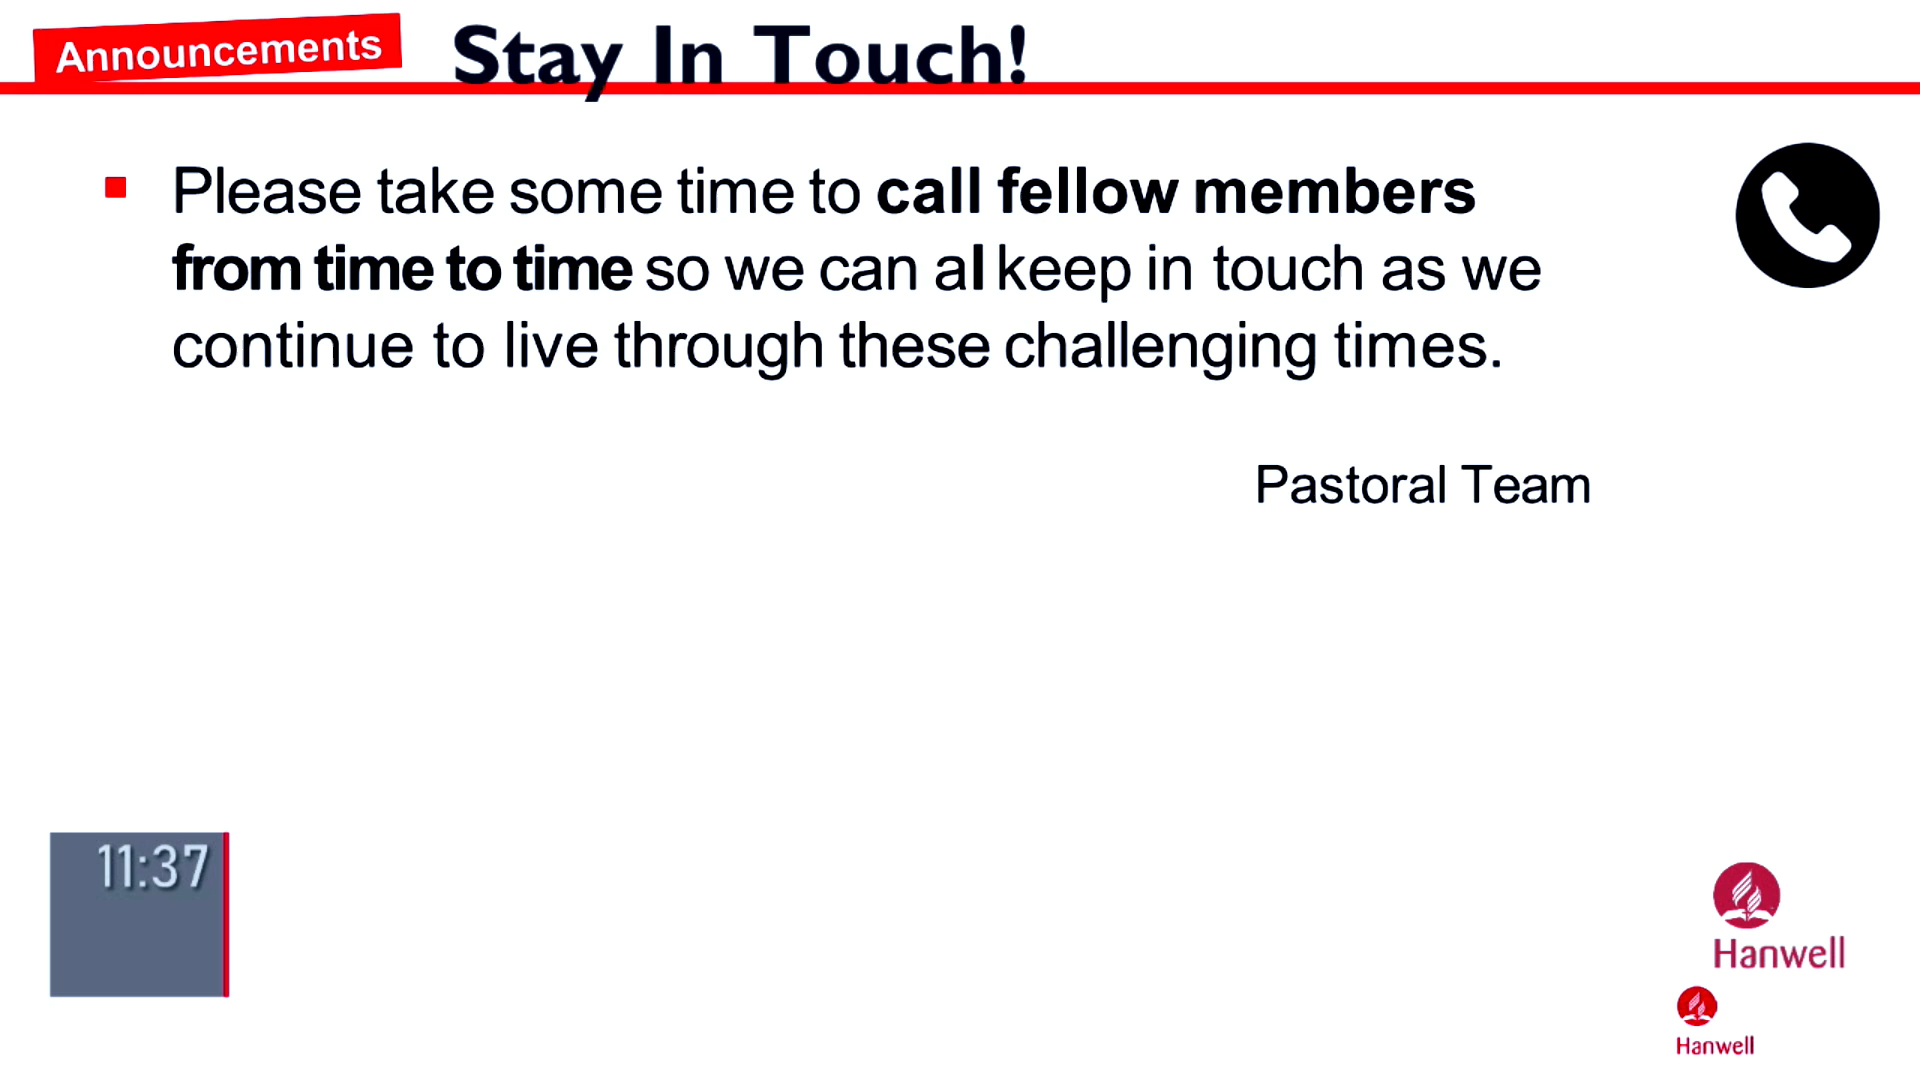 Announcements
Stay In Touch!
Please take some time to call fellow members
from time to time so we can al keep in touch as we
continue to live through these challenging times.
Pastoral Team
11:37
Hanwell
Hanwell